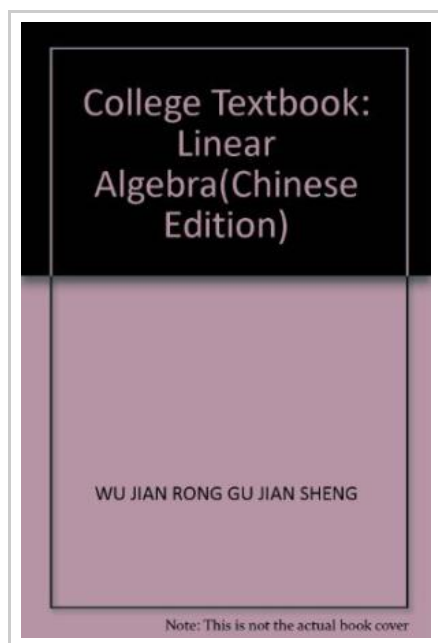 College Textbook:
Linear
Algebra(Chinese
Edition)
WU JIAN RONG GU JIAN SHENG
Note: This is not the actual book cover